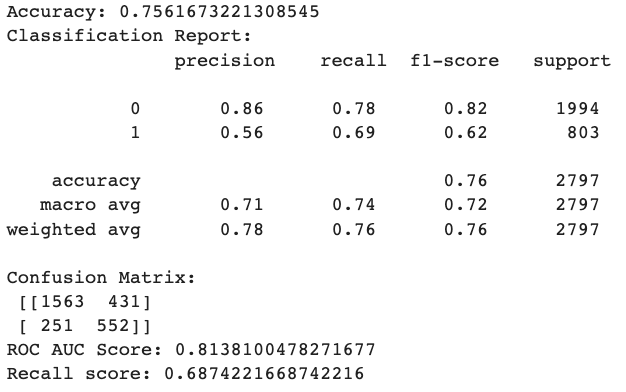 Accuracy: 0.7561673221308545
Classification Report:
precision recall f1-score support
0 0.86 0.78 0.82 1994
1 0.56 0.69 0.62 803
accuracy 0.76 2797
macro avg 0.71 0.74 0.72 2797
weighted avg 0.78 0.76 0.76 2797
Confusion Matrix:
[[1563 431]
[ 251 552]]
ROC AUC Score: 0.8138100478271677
Recall score: 0.6874221668742216